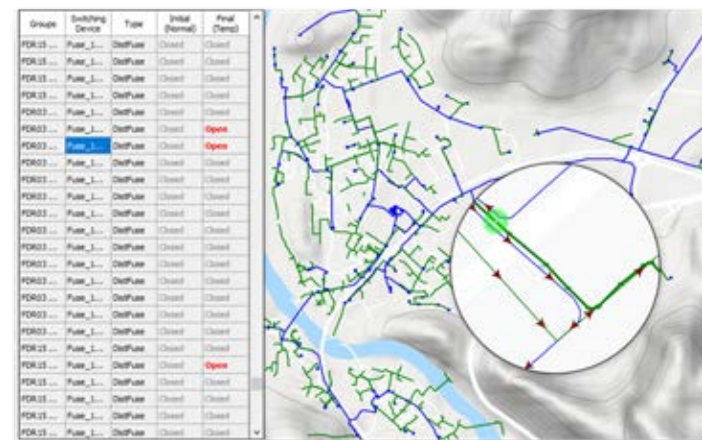 Groups Switching Device Type Initial (Normal) Final (Temp)
FDR15 ... Fuse_1... DistFuse Closed Closed
FDR15 ... Fuse_1... DistFuse Closed Closed
FDR15 ... Fuse_1... DistFuse Closed Closed
FDR15 ... Fuse_1... DistFuse Closed Closed
FDR03 ... Fuse_1... DistFuse Closed Closed
FDR03 ... Fuse_1... DistFuse Closed Open
FDR03 ... Fuse_1... DistFuse Closed Open
FDR03 ... Fuse_1... DistFuse Closed Closed
FDR03 ... Fuse_1... DistFuse Closed Closed
FDR03 ... Fuse_1... DistFuse Closed Closed
FDR03 ... Fuse_1... DistFuse Closed Closed
FDR03 ... Fuse_1... DistFuse Closed Closed
FDR03 ... Fuse_1... DistFuse Closed Closed
FDR03 ... Fuse_1... DistFuse Closed Closed
FDR03 ... Fuse_1... DistFuse Closed Closed
FDR03 ... Fuse_1... DistFuse Closed Closed
FDR03 ... Fuse_1... DistFuse Closed Closed
FDR03 ... Fuse_1... DistFuse Closed Closed
FDR15 ... Fuse_1... DistFuse Closed Closed
FDR15 ... Fuse_1... DistFuse Closed Open
FDR15 ... Fuse_1... DistFuse Closed Closed
FDR15 ... Fuse_1... DistFuse Closed Closed
FDR15 ... Fuse_1... DistFuse Closed Closed
FDR15 ... Fuse_1... DistFuse Closed Closed